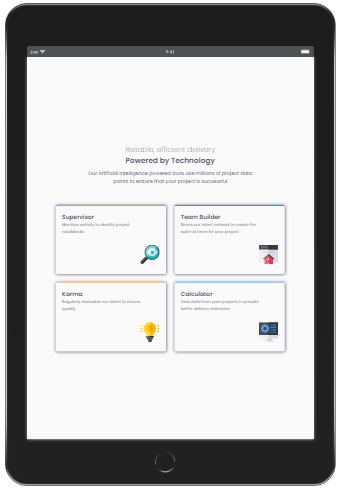 9:41
Reliable, efficient delivery
Powered by Technology
Our Artificial Intelligence powered tools use millions of project data
points to ensure that your project is successful
Supervisor
Monitors activity to identify project
roadblocks
Team Builder
Scans our talent network to create the
optimal team for your project
Karma
Regularly evaluates our talent to ensure
quality
Calculator
Uses data from past projects to provide
better delivery estimates